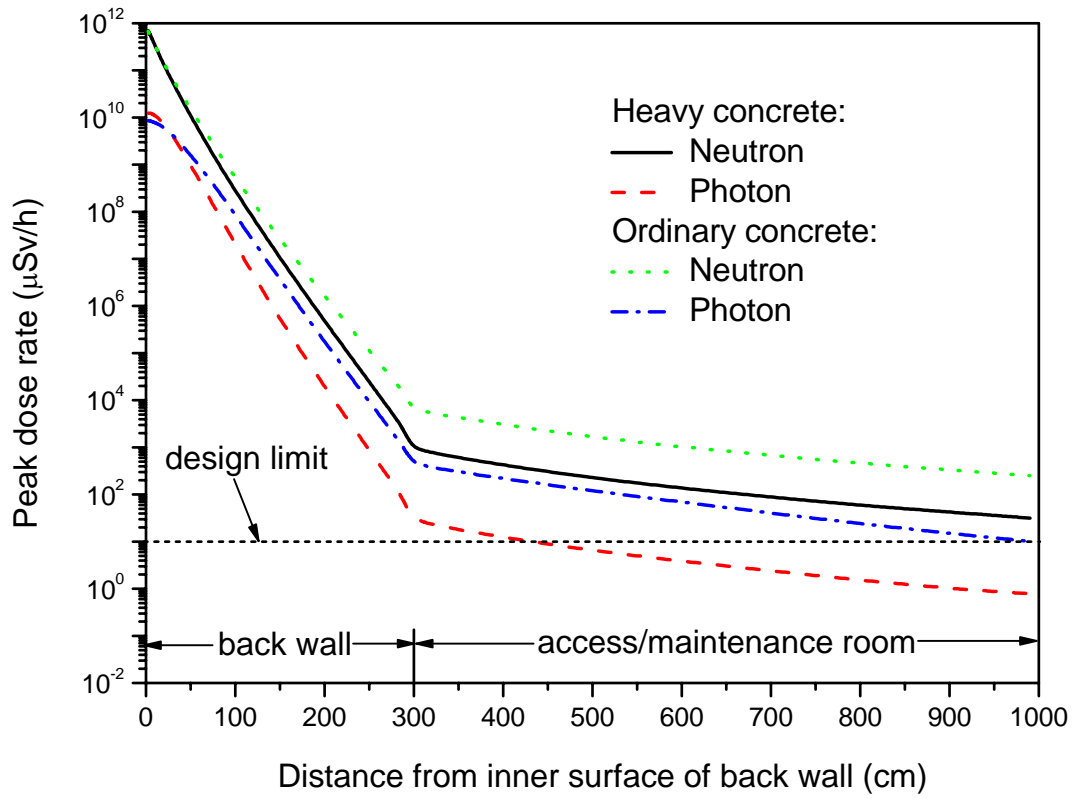 Peak dose rate (μSv/h)
10^12
10^10
10^8
10^6
10^4
10^2
10^0
10^-2
Heavy concrete:
Neutron
Photon
Ordinary concrete:
Neutron
Photon
design limit
back wall
access/maintenance room
0 100 200 300 400 500 600 700 800 900 1000
Distance from inner surface of back wall (cm)